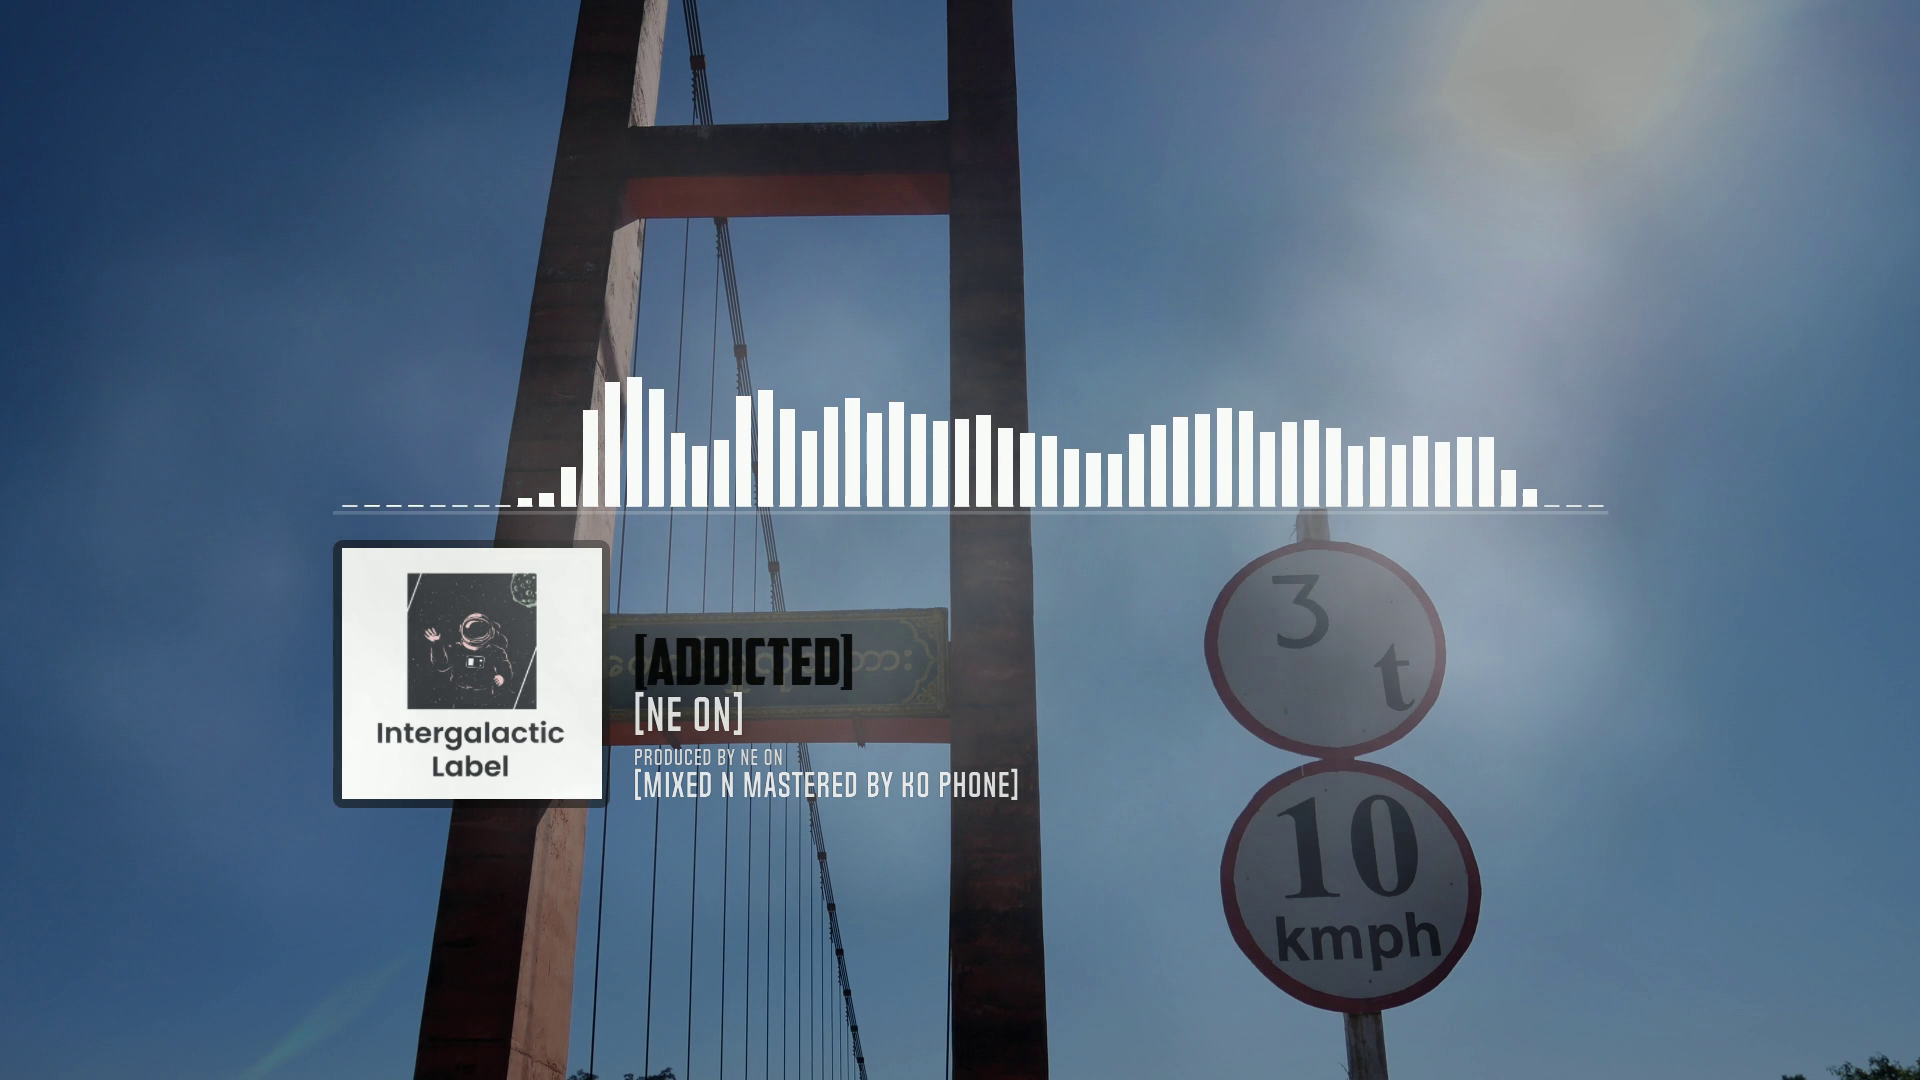 Intergalactic
Label
[ADDICTED]
[NE ON]
PRODUCED BY NE ON
[MIXED N MASTERED BY KO PHONE]
3
t
10
kmph